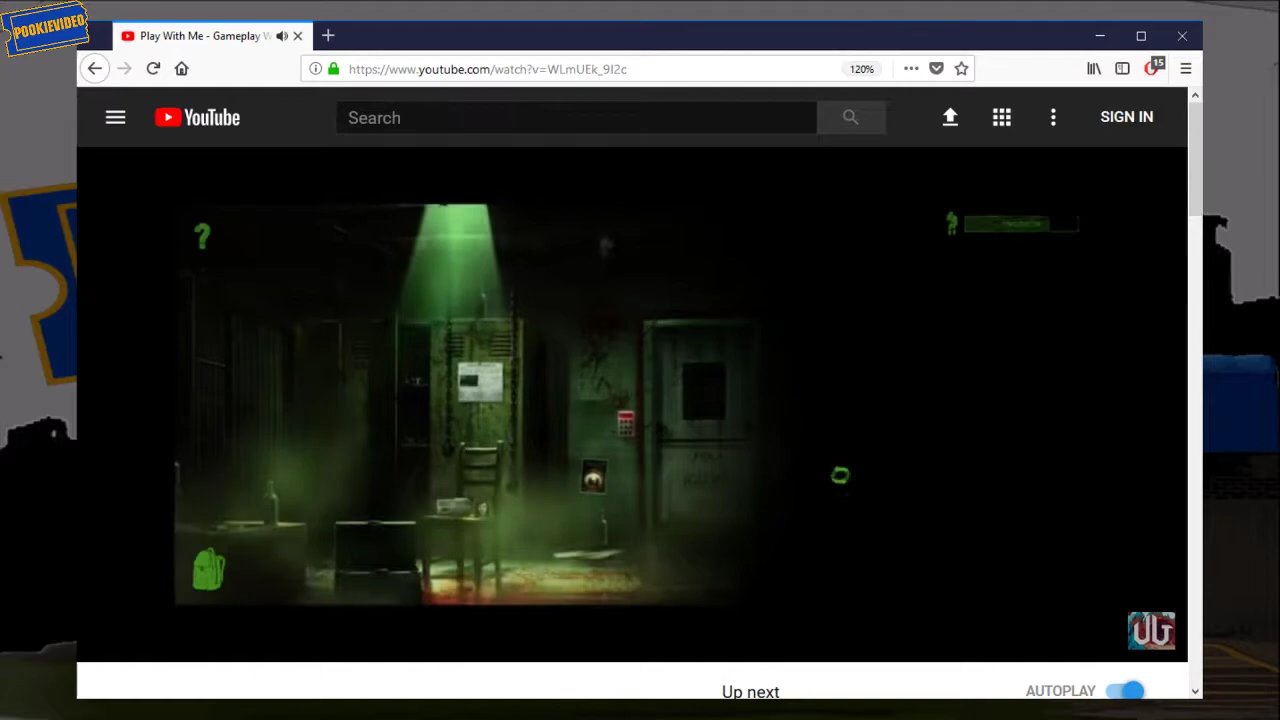 POOKIEVIDEO
Play With Me - Gameplay W
https://www.youtube.com/watch?v=WLmUEk_9I2c
120%
15
YouTube
Search
SIGN IN
UG
Up next
AUTOPLAY